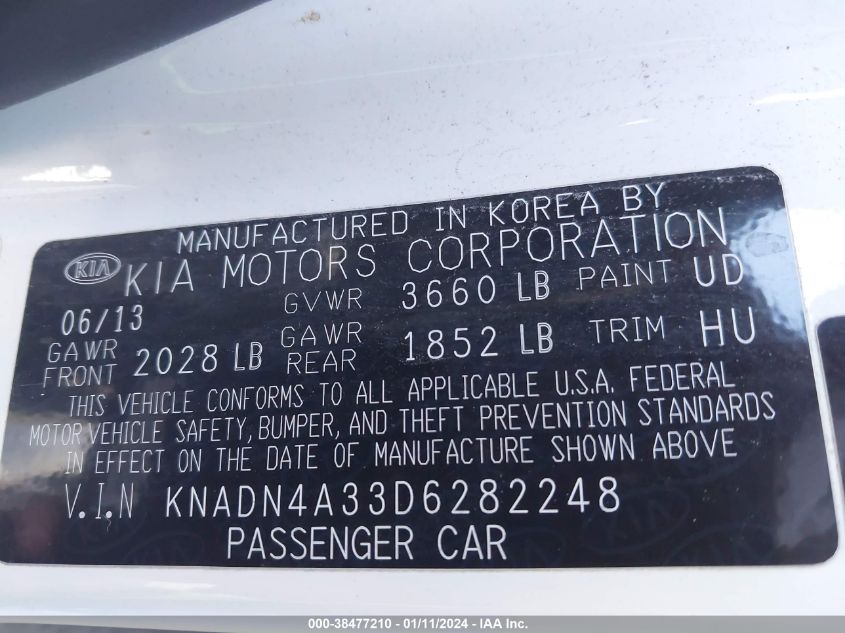 MANUFACTURED IN KOREA BY
KIA KIA MOTORS CORPORATION
06/13 GVWR 3660 LB PAINT UD
GAWR FRONT 2028 LB GAWR REAR 1852 LB TRIM HU
THIS VEHICLE CONFORMS TO ALL APPLICABLE U.S.A. FEDERAL
MOTOR VEHICLE SAFETY, BUMPER, AND THEFT PREVENTION STANDARDS
IN EFFECT ON THE DATE OF MANUFACTURE SHOWN ABOVE
V.I.N KNADN4A33D6282248
PASSENGER CAR
000-38477210 - 01/11/2024 - IAA Inc.